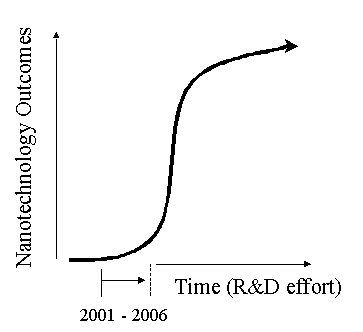 Nanotechnology Outcomes
Time (R&D effort)
2001 - 2006